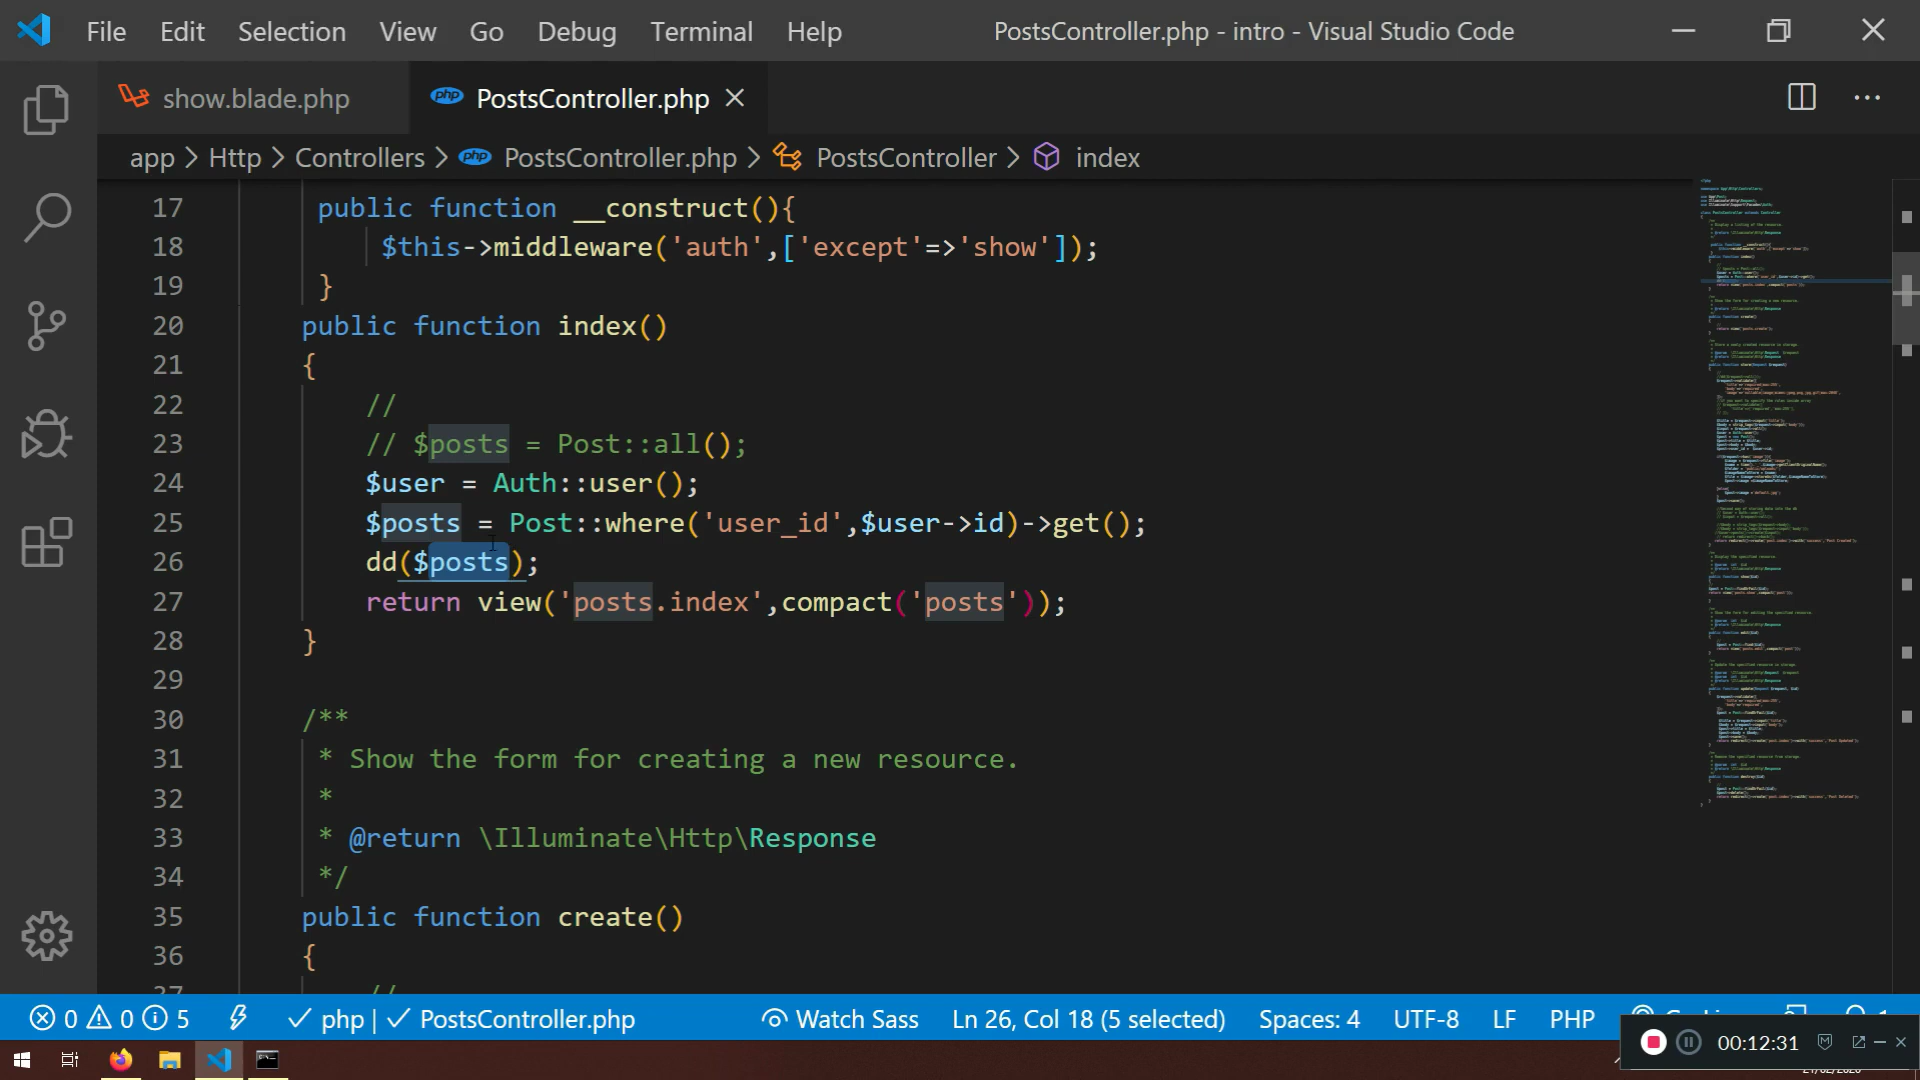 File Edit Selection View Go Debug Terminal Help PostsController.php - intro - Visual Studio Code
show.blade.php php PostsController.php
app > Http > Controllers > php PostsController.php > PostsController > index
17 public function __construct(){
18 $this->middleware('auth',['except'=>'show']);
19 }
20 public function index()
21 {
22 //
23 // $posts = Post::all();
24 $user = Auth::user();
25 $posts = Post::where('user_id',$user->id)->get();
26 dd($posts);
27 return view('posts.index',compact('posts'));
28 }
29
30 /**
31 * Show the form for creating a new resource.
32 *
33 * @return \Illuminate\Http\Response
34 */
35 public function create()
36 {
37 //
0 0 5 php | PostsController.php Watch Sass Ln 26, Col 18 (5 selected) Spaces: 4 UTF-8 LF PHP
00:12:31